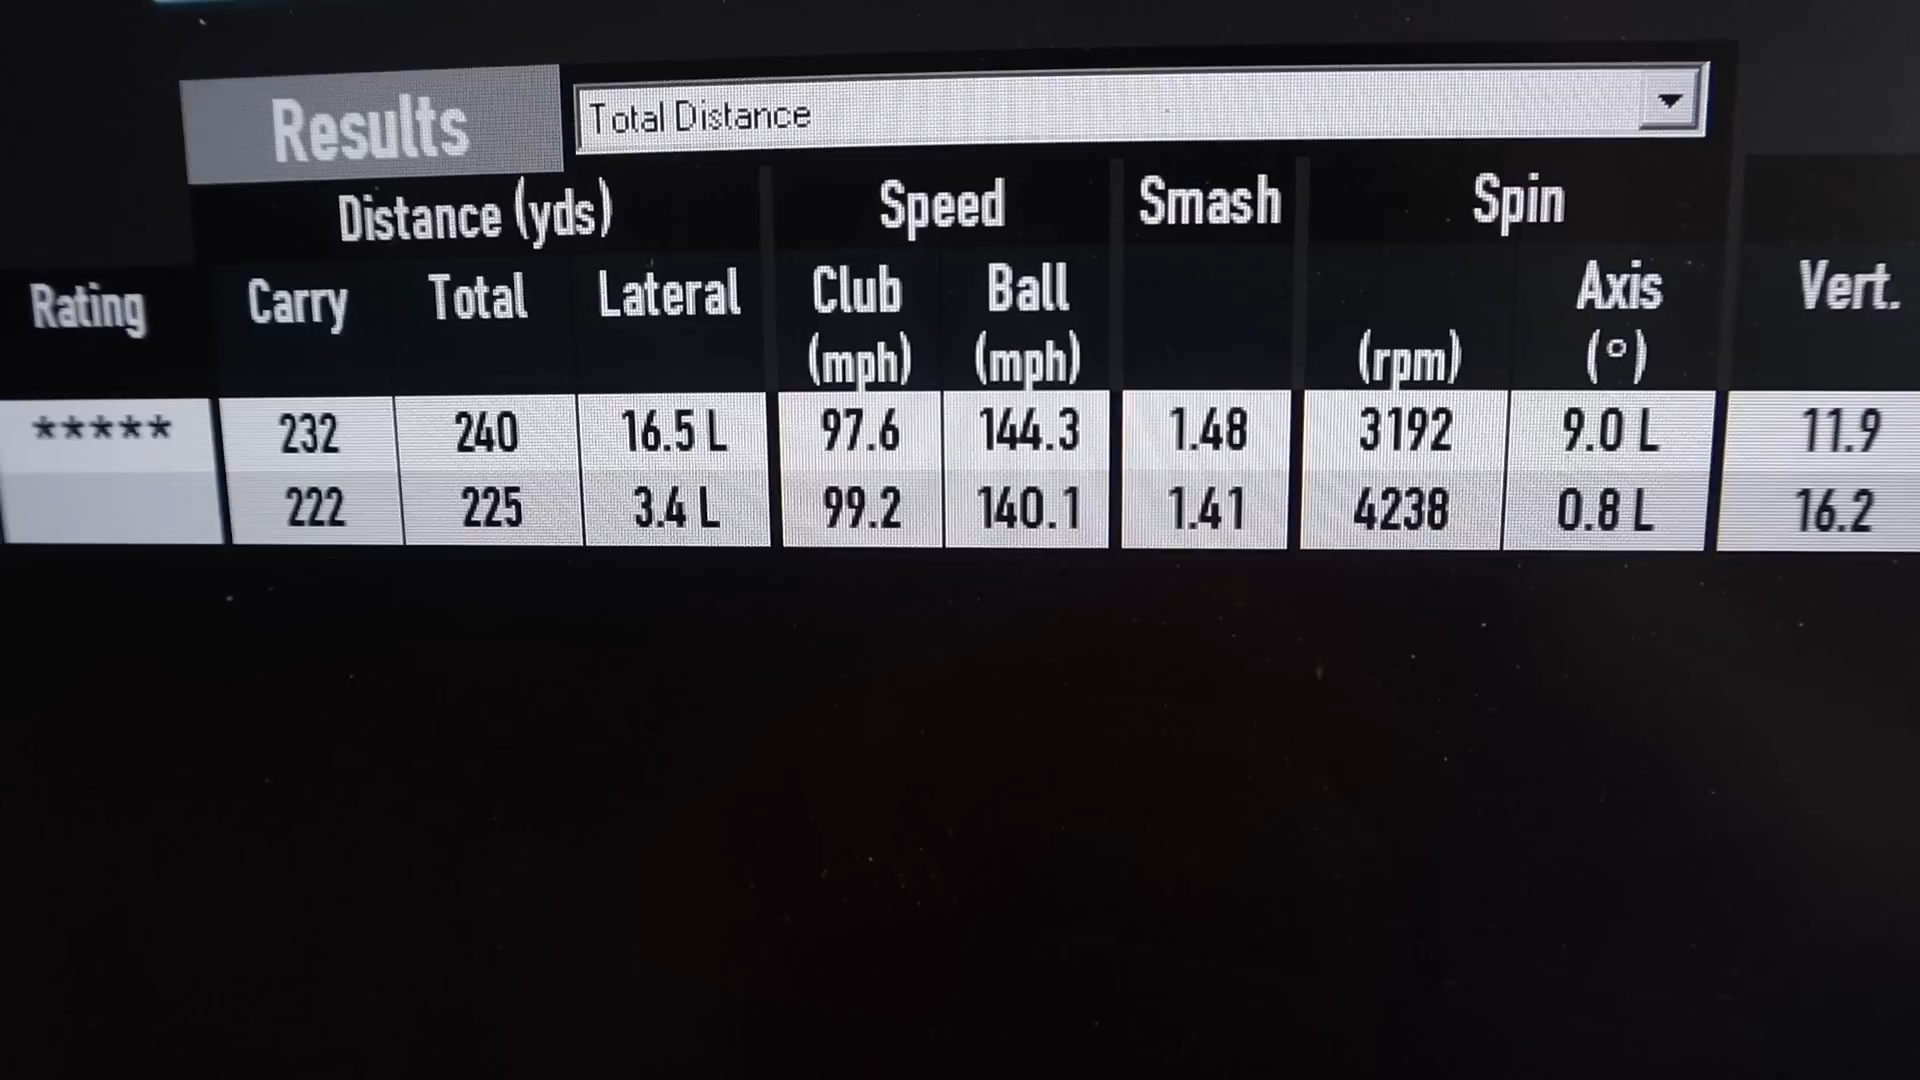 Results Total Distance
Distance (yds) Speed Smash Spin
Rating Carry Total Lateral Club Ball Axis Vert.
(mph) (mph) (rpm) (°)
***** 232 240 16.5 L 97.6 144.3 1.48 3192 9.0 L 11.9
222 225 3.4 L 99.2 140.1 1.41 4238 0.8 L 16.2